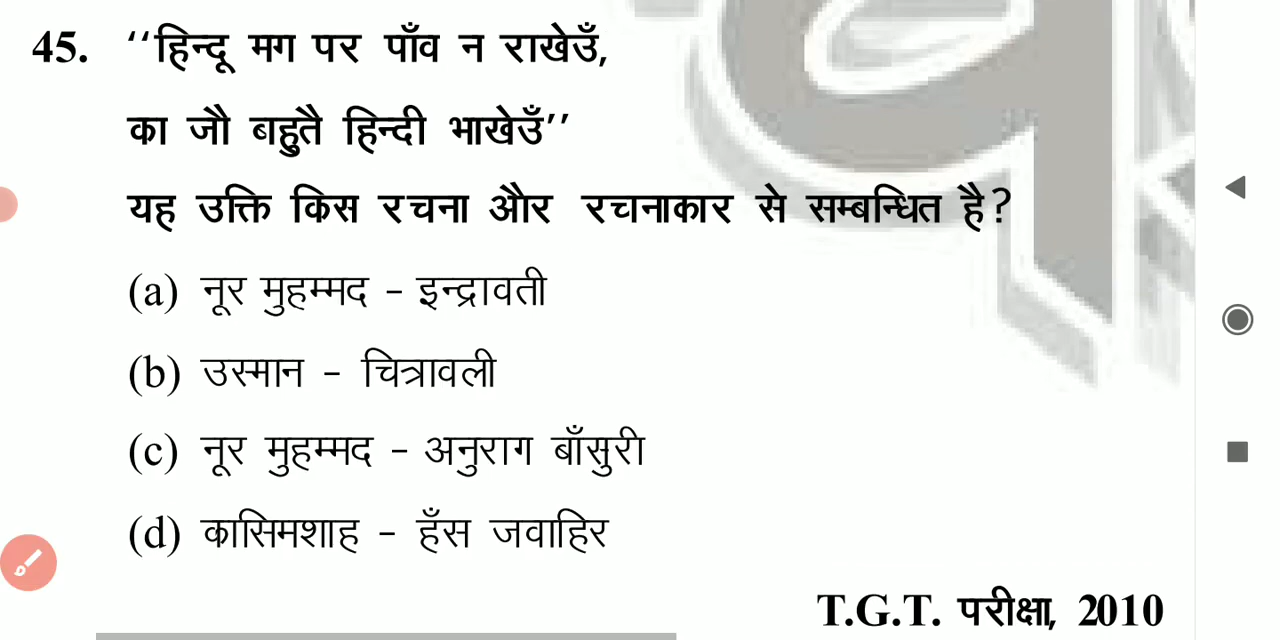 45. ‘‘हिन्दू मग पर पाँव न राखेउँ,
का जौ बहुतै हिन्दी भाखेउँ’’
यह उक्ति किस रचना और रचनाकार से सम्बन्धित है?
(a) नूर मुहम्मद – इन्द्रावती
(b) उस्मान – चित्रावली
(c) नूर मुहम्मद – अनुराग बाँसुरी
(d) कासिमशाह – हँस जवाहिर
T.G.T. परीक्षा, 2010